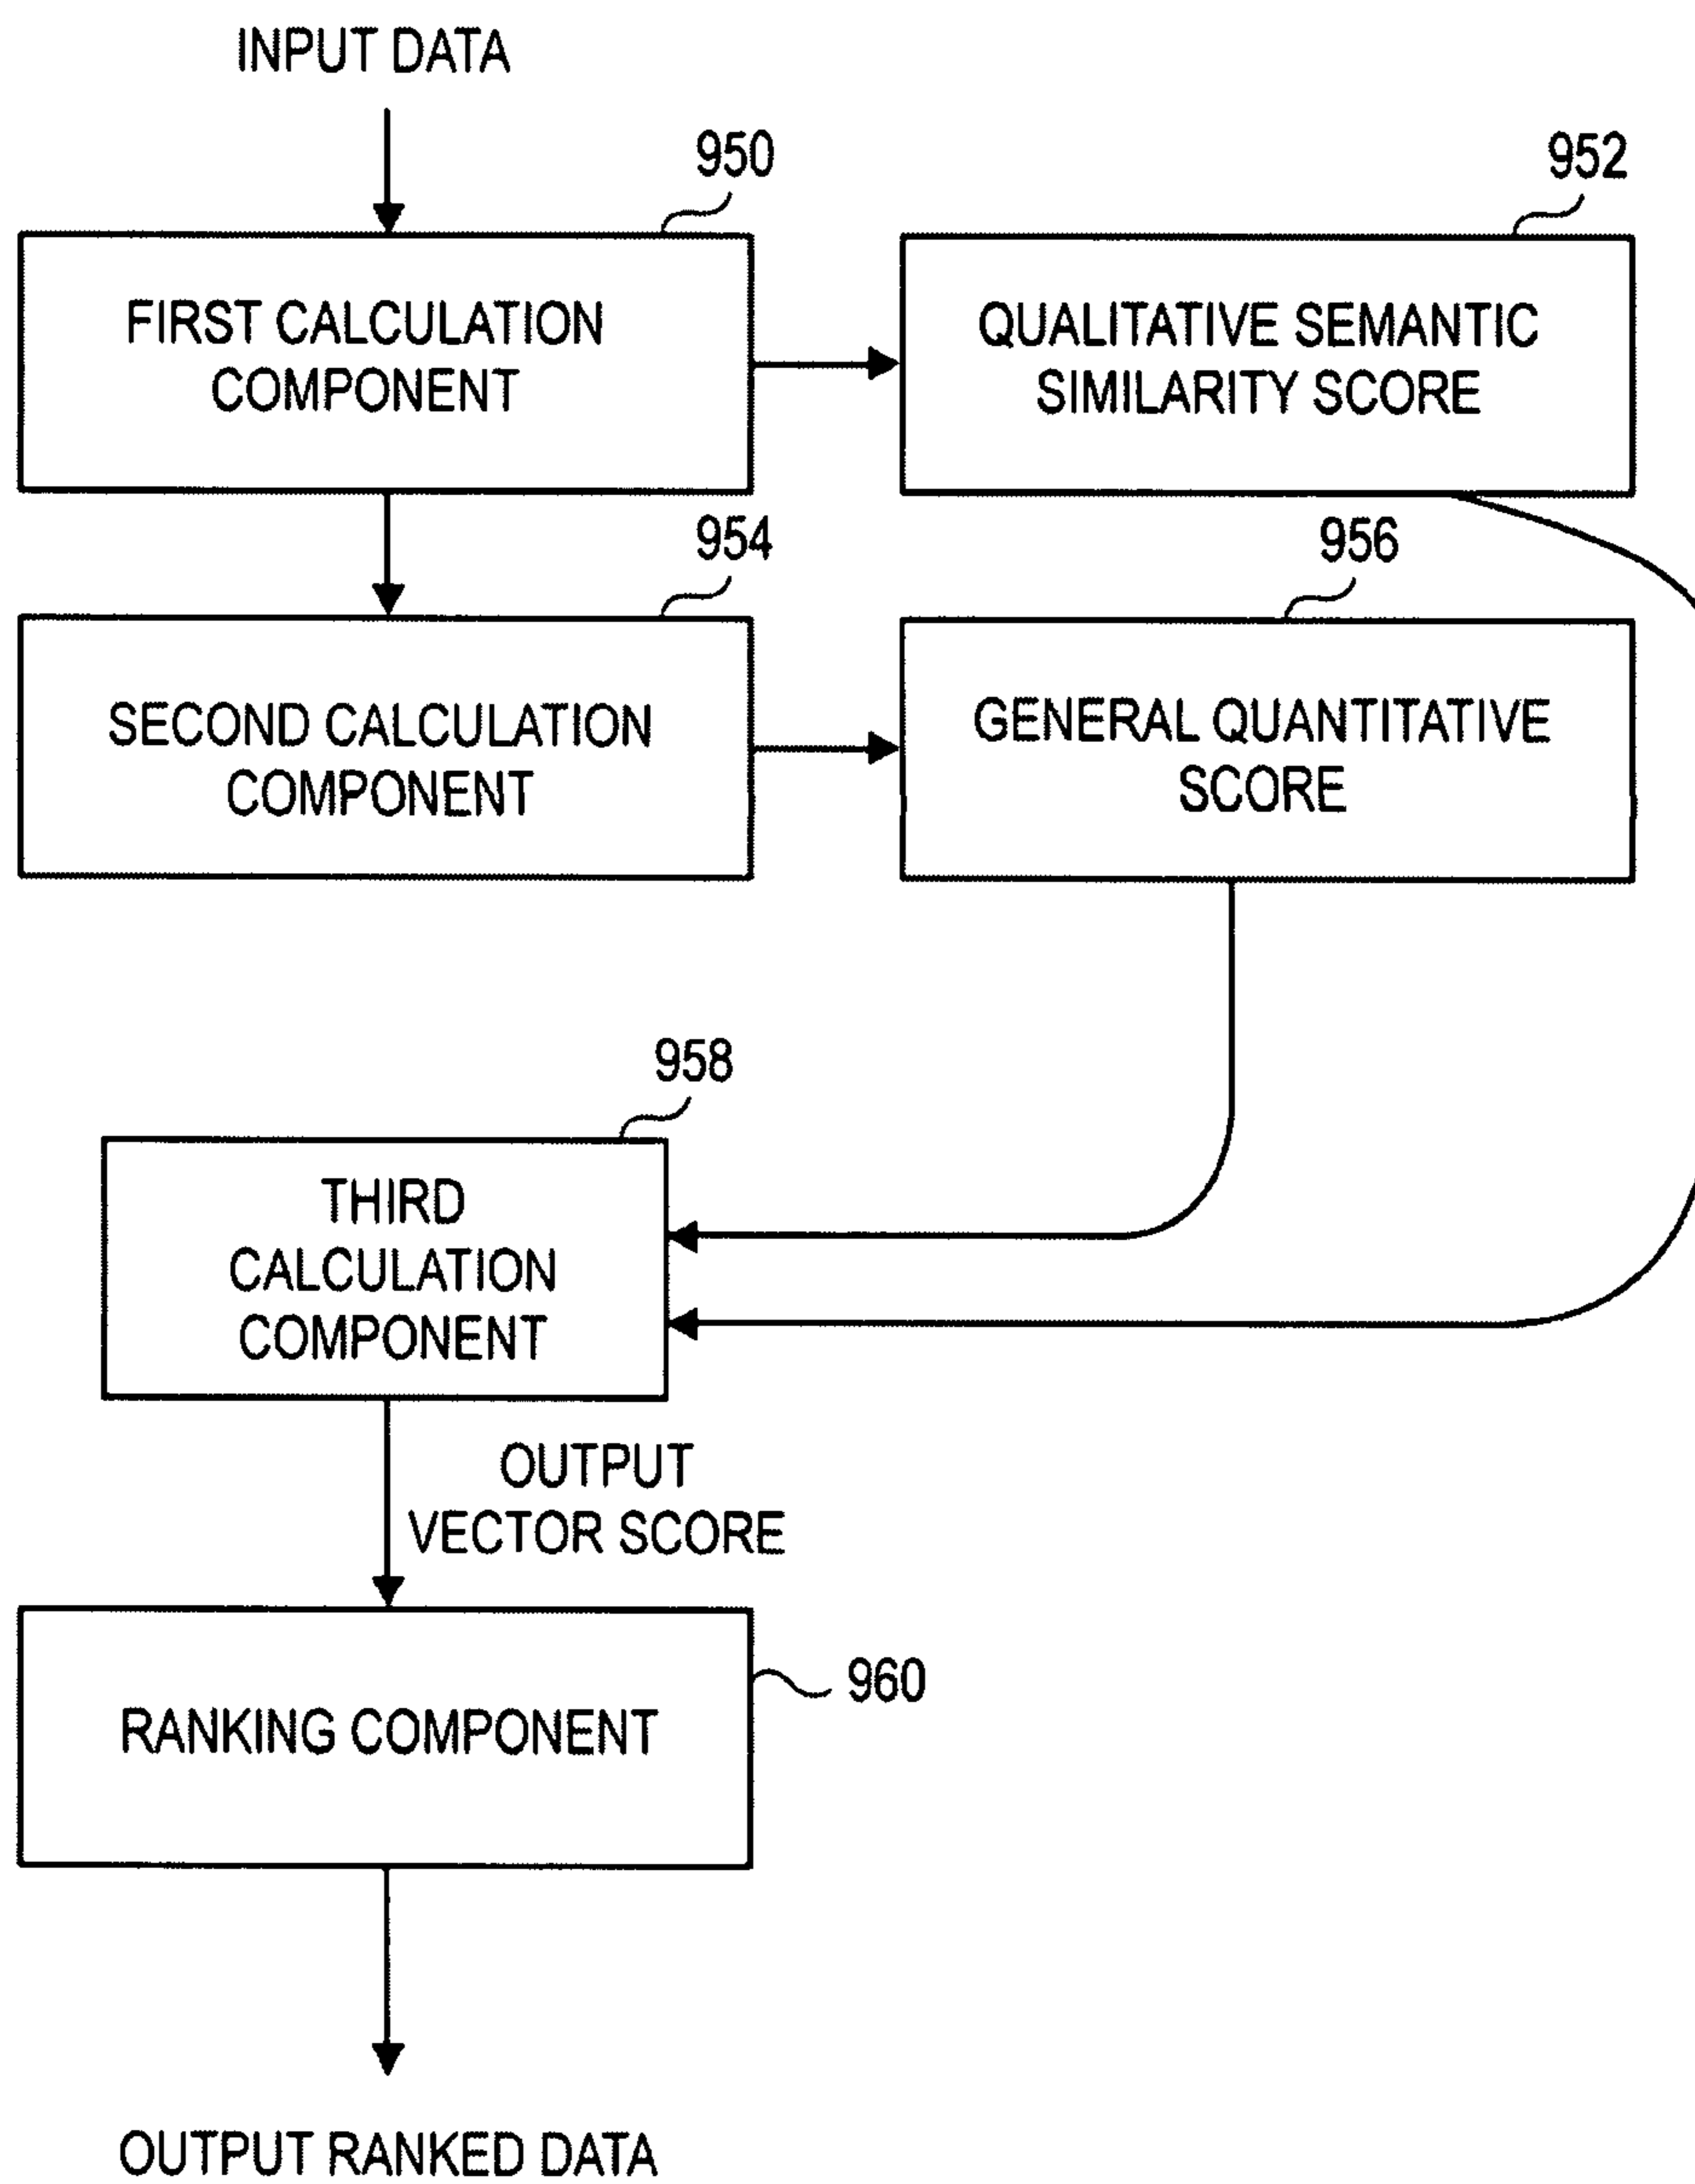 INPUT DATA
950
952
FIRST CALCULATION
COMPONENT
QUALITATIVE SEMANTIC
SIMILARITY SCORE
954
956
SECOND CALCULATION
COMPONENT
GENERAL QUANTITATIVE
SCORE
958
THIRD
CALCULATION
COMPONENT
OUTPUT
VECTOR SCORE
RANKING COMPONENT
960
OUTPUT RANKED DATA